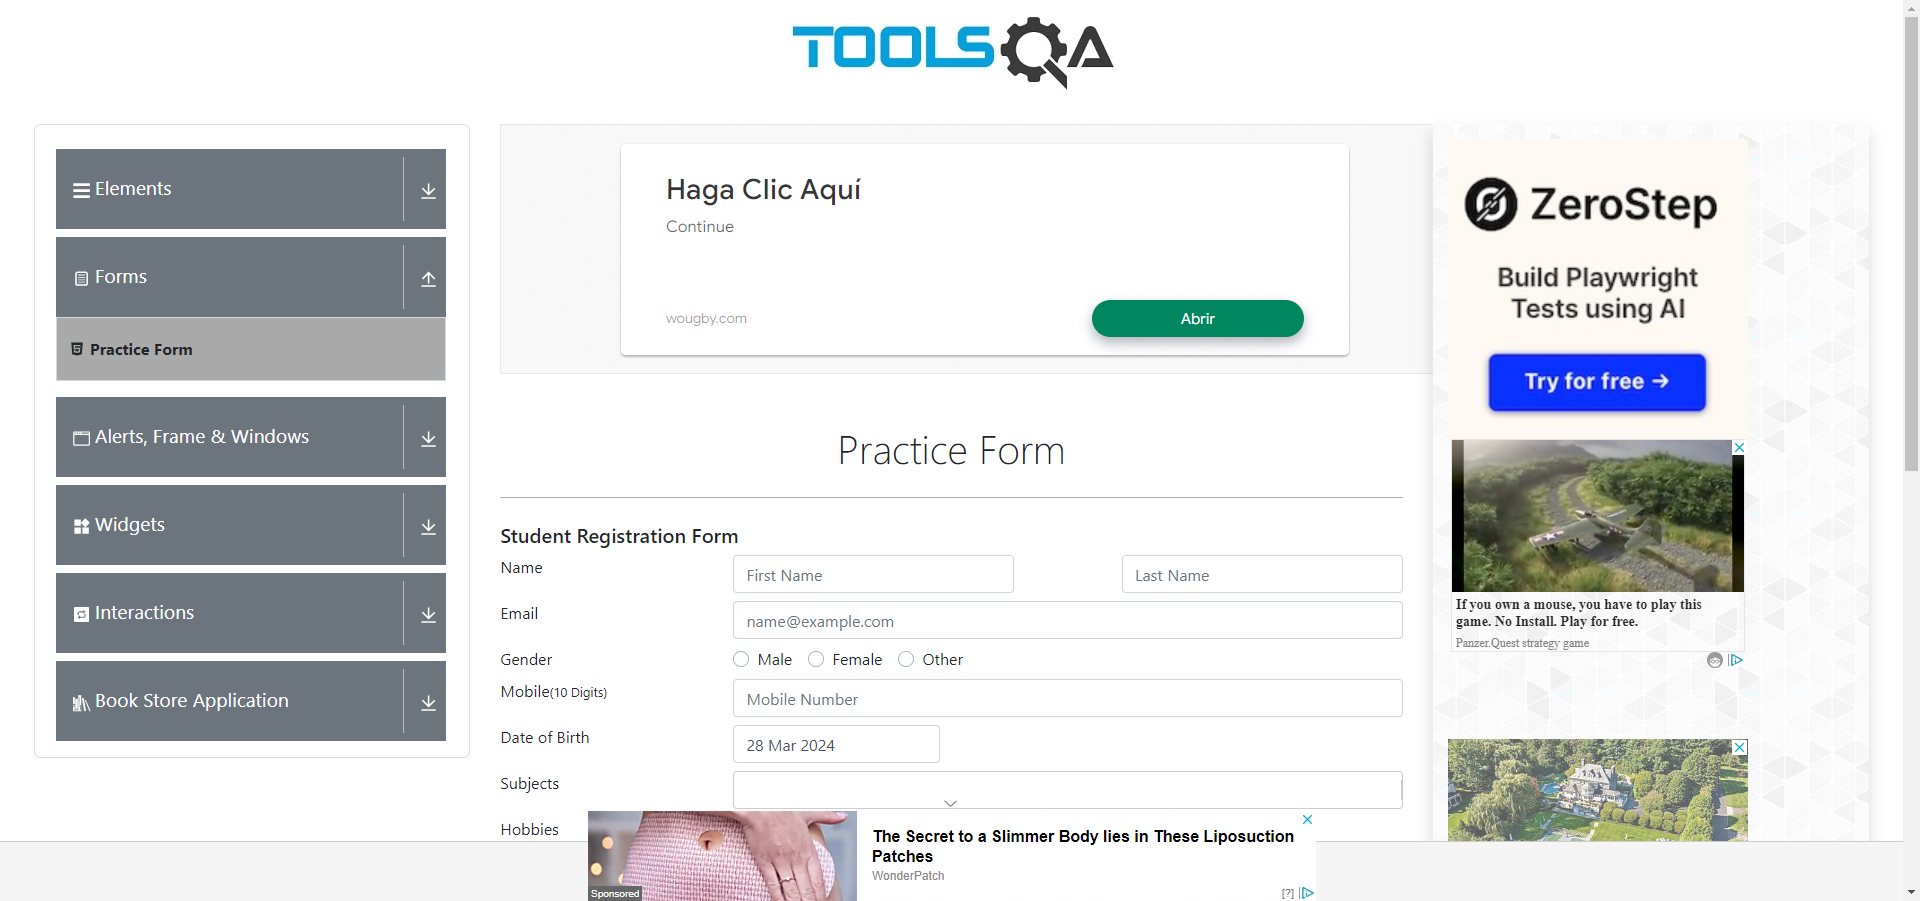 TOOLSQA
Elements
Forms
Practice Form
Alerts, Frame & Windows
Widgets
Interactions
Book Store Application
Haga Clic Aquí
Continue
wougby.com
Abrir
Practice Form
Student Registration Form
Name
First Name
Last Name
Email
name@example.com
Gender
Male
Female
Other
Mobile(10 Digits)
Mobile Number
Date of Birth
28 Mar 2024
Subjects
Hobbies
ZeroStep
Build Playwright
Tests using AI
Try for free →
If you own a mouse, you have to play this
game. No Install. Play for free.
Panzer.Quest strategy game
The Secret to a Slimmer Body lies in These Liposuction
Patches
WonderPatch
Sponsored
[?]